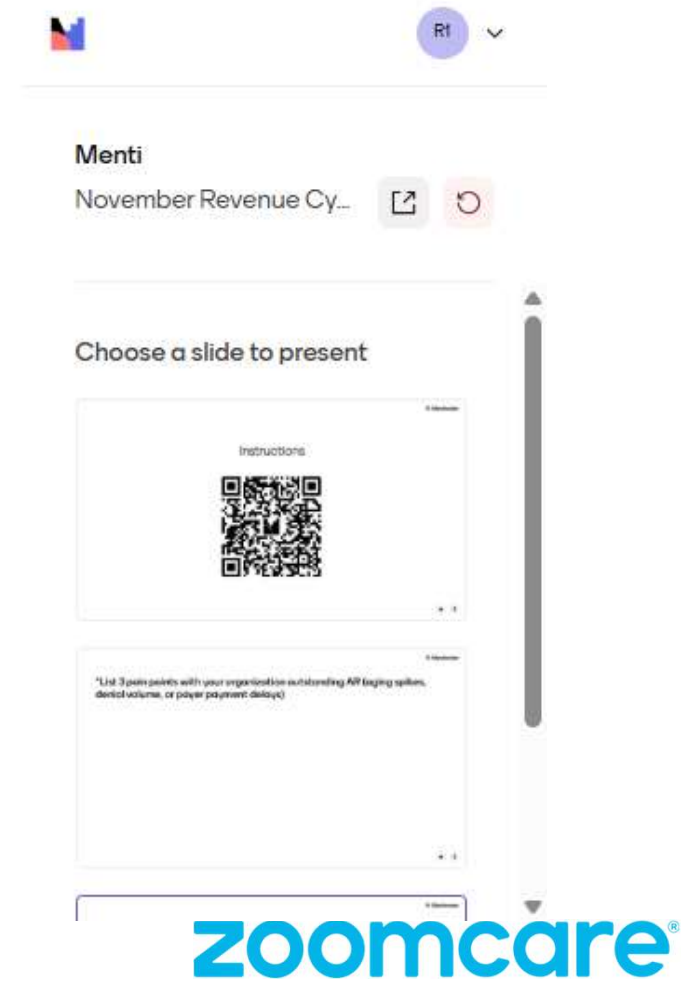 R1
Menti
November Revenue Cy...
Choose a slide to present
Instructions
"List 3 pain points with your organization outstanding AR (aging spikes,
denial volume, or payer payment delays)
zoomcare®